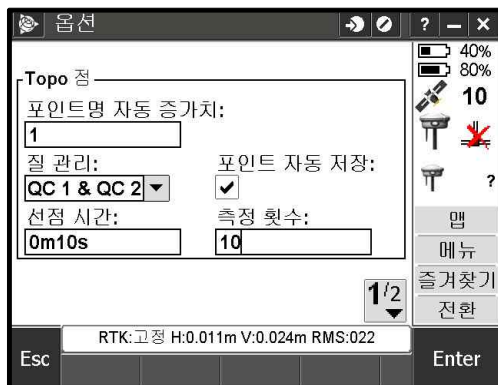 옵션
? – ×
40%
80%
10
?
Topo 점
포인트명 자동 증가치:
1
질 관리: 포인트 자동 저장:
QC 1 & QC 2
선점 시간: 측정 횟수:
0m10s 10
맵
메뉴
즐겨찾기
전환
1/2
RTK:고정 H:0.011m V:0.024m RMS:022
Esc Enter